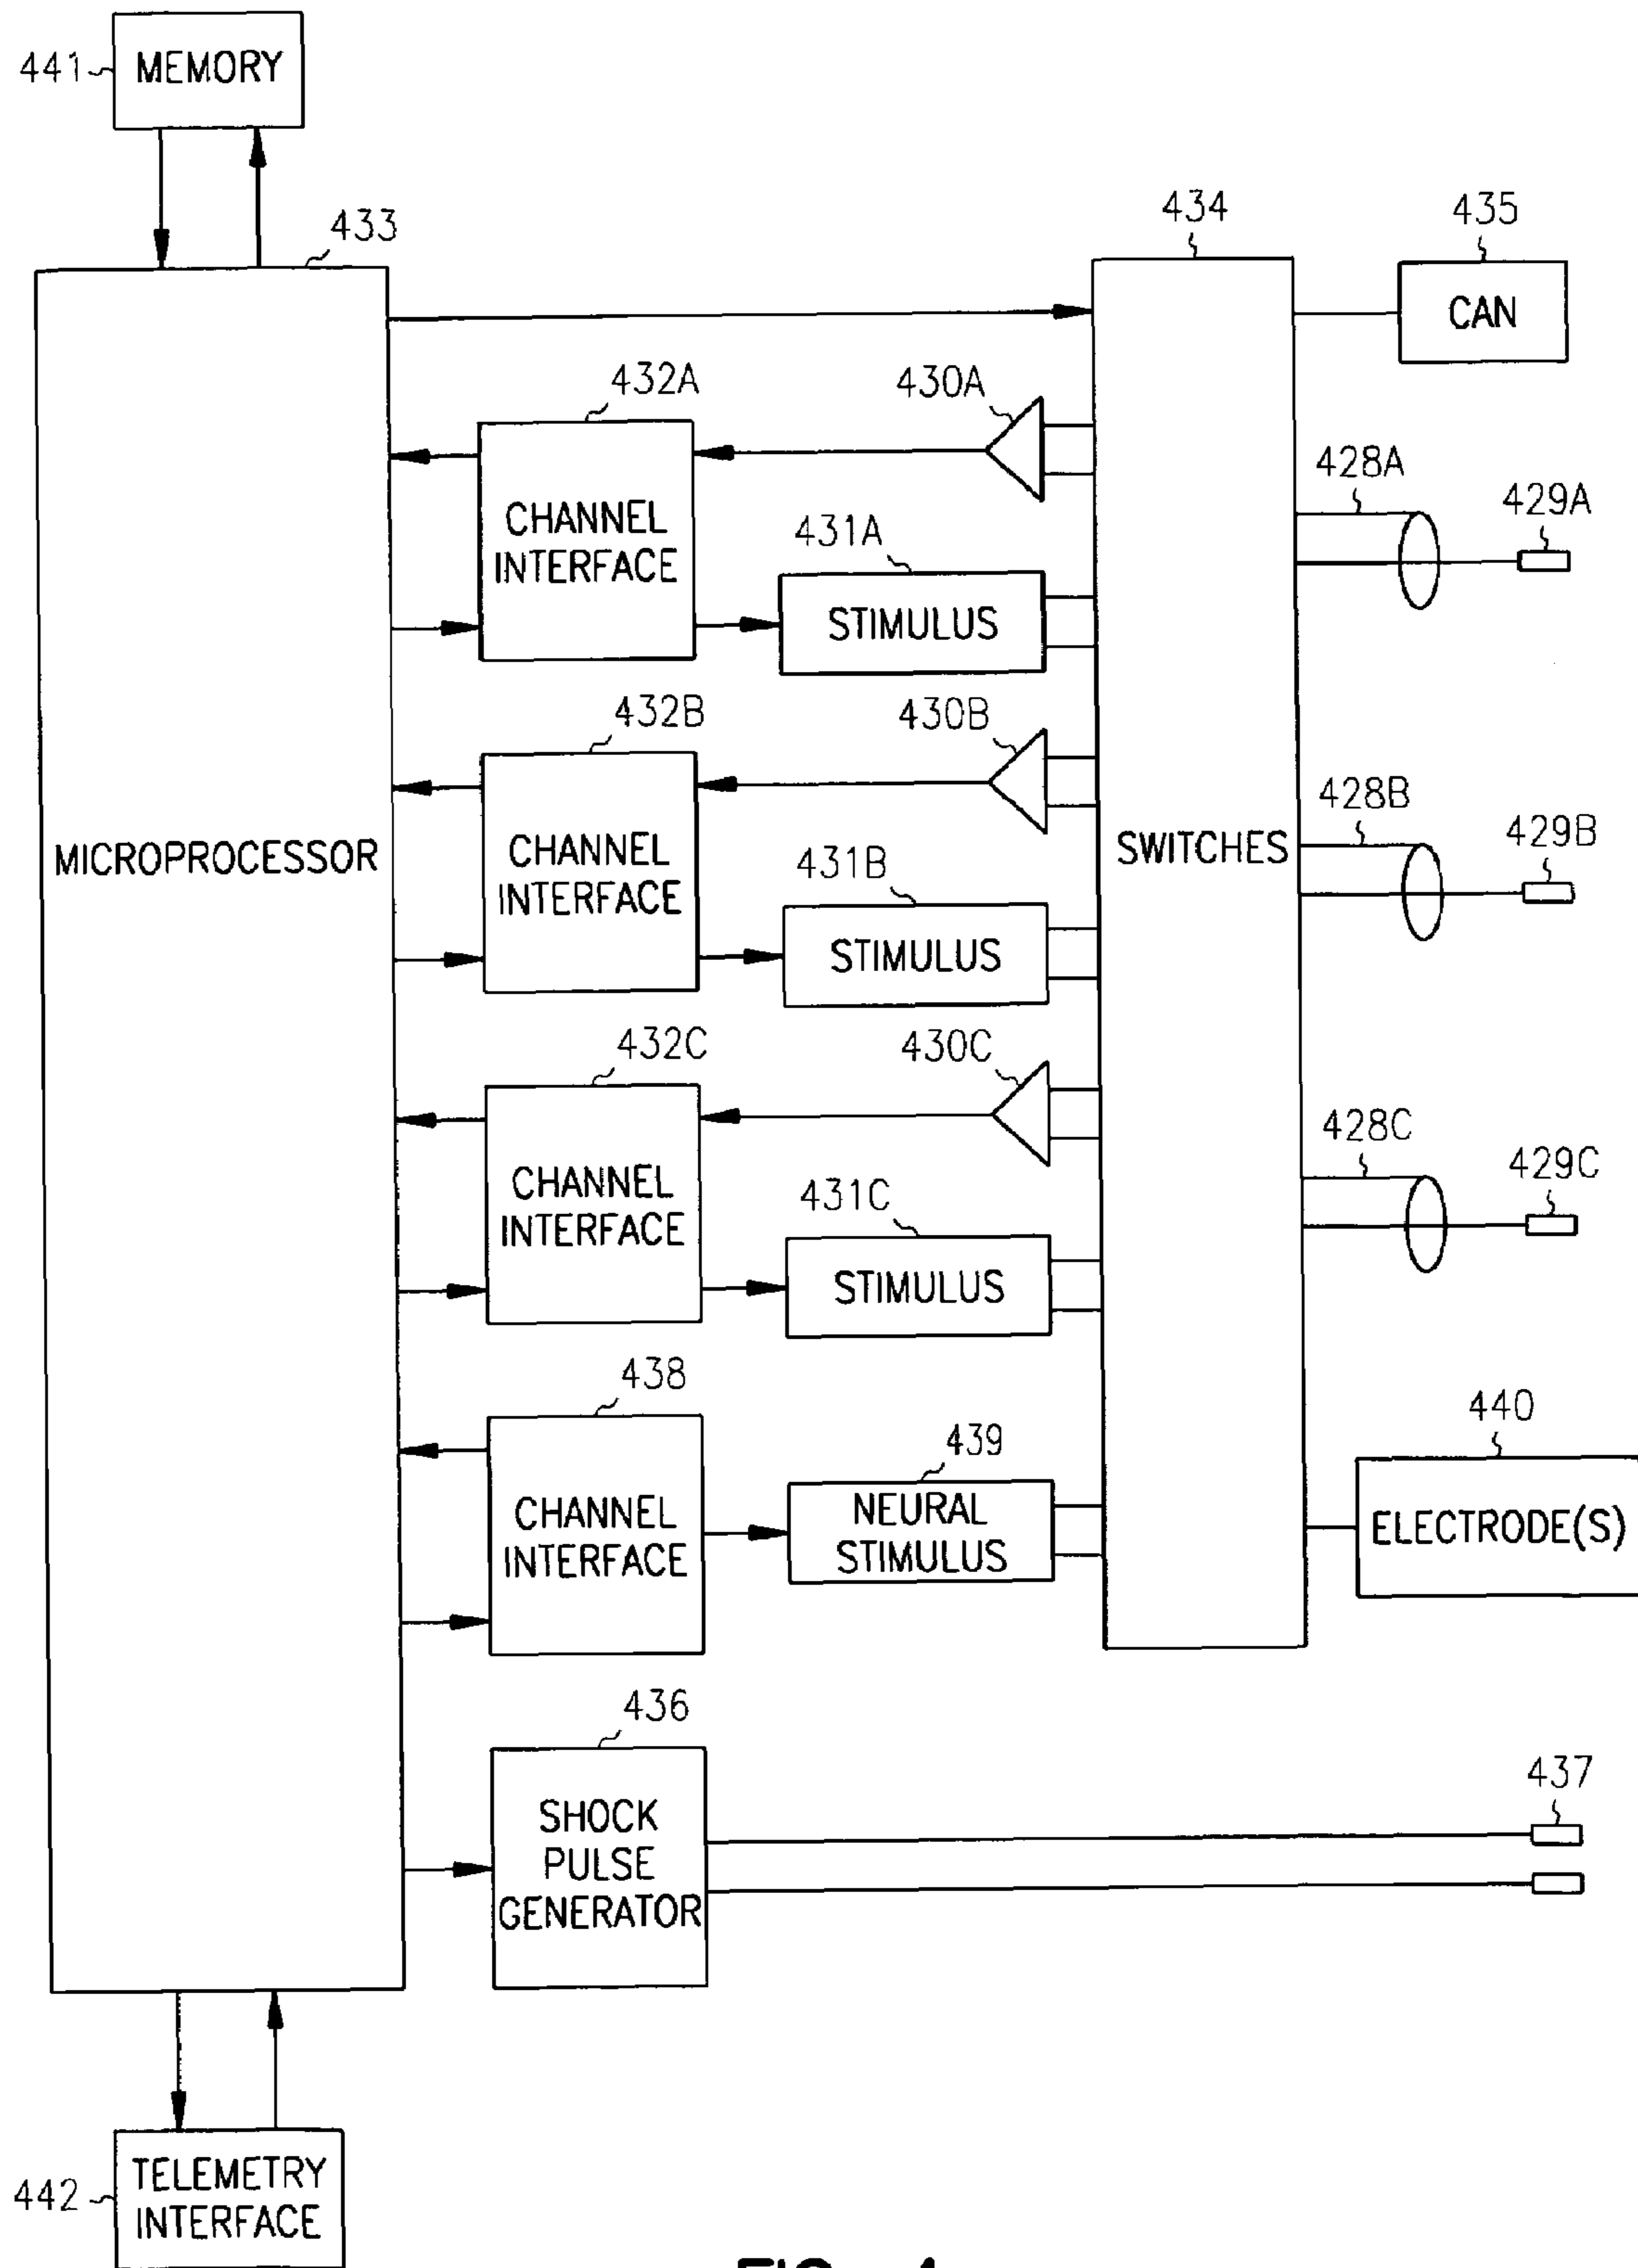 441
MEMORY
433
434
435
CAN
432A
430A
428A
429A
CHANNEL
INTERFACE
431A
STIMULUS
432B
430B
428B
429B
MICROPROCESSOR
CHANNEL
INTERFACE
431B
STIMULUS
SWITCHES
432C
430C
428C
429C
CHANNEL
INTERFACE
431C
STIMULUS
438
439
440
CHANNEL
INTERFACE
NEURAL
STIMULUS
ELECTRODE(S)
436
437
SHOCK
PULSE
GENERATOR
442
TELEMETRY
INTERFACE